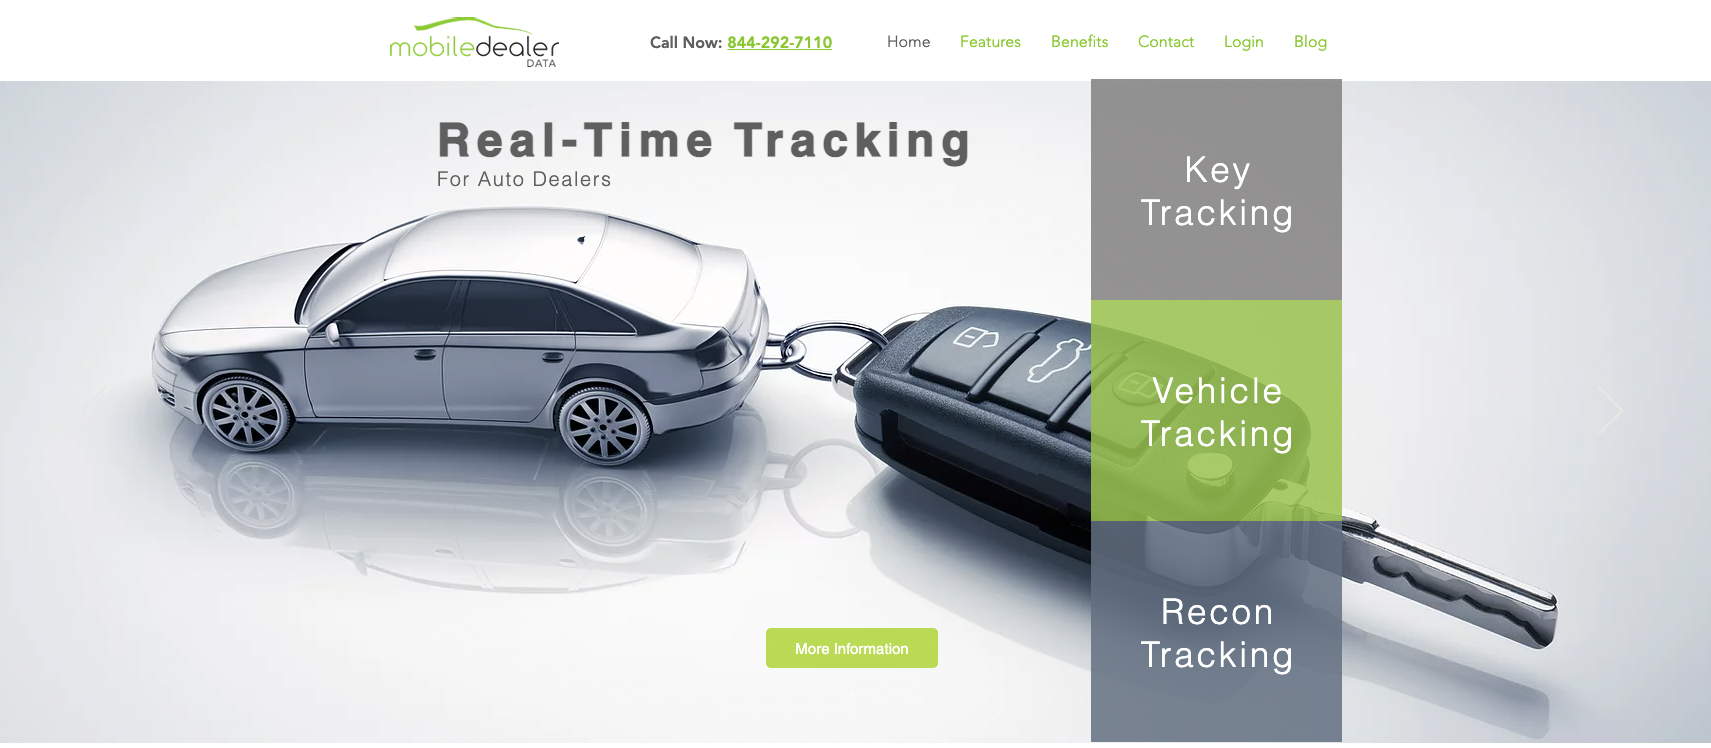 mobiledealer
DATA
Call Now: 844-292-7110
Home Features Benefits Contact Login Blog
Real-Time Tracking
For Auto Dealers
Key
Tracking
Vehicle
Tracking
Recon
Tracking
More Information